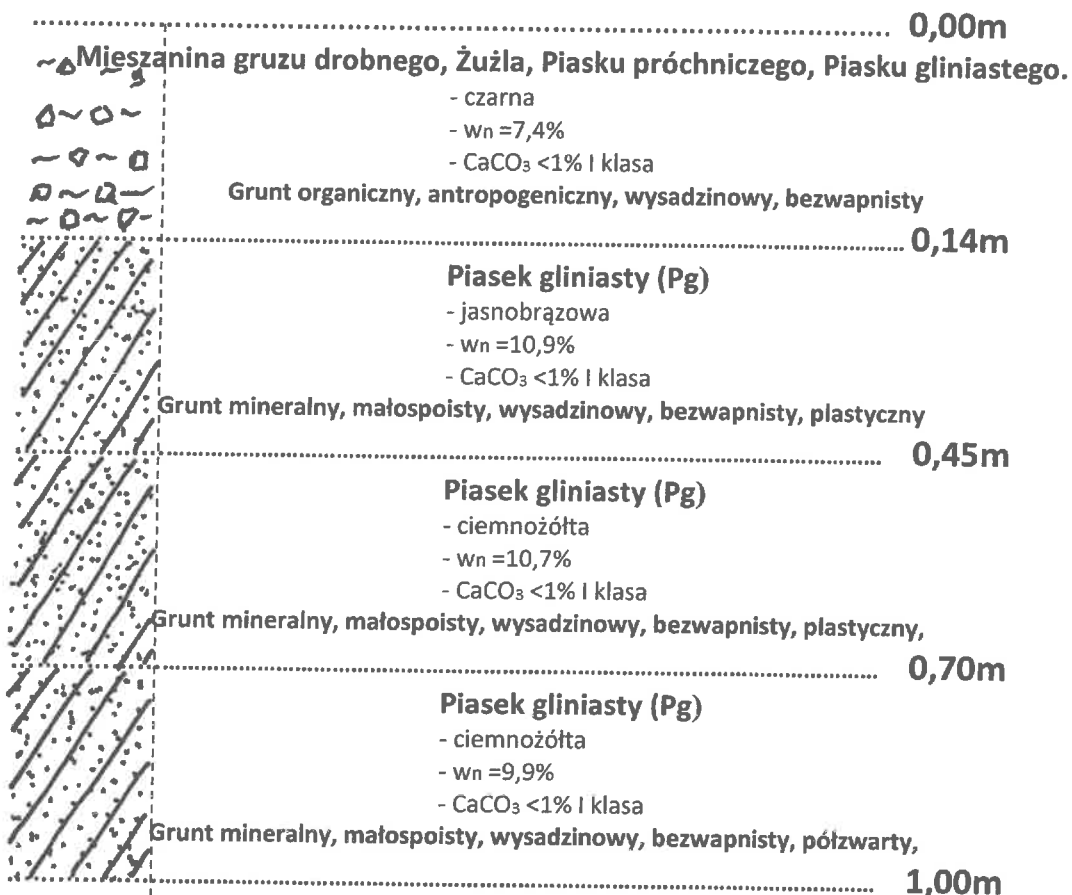 0,00m
Mieszanina gruzu drobnego, Żużla, Piasku próchniczego, Piasku gliniastego.
- czarna
- wn =7,4%
- CaCO₃ <1% I klasa
Grunt organiczny, antropogeniczny, wysadzinowy, bezwapnisty
0,14m
Piasek gliniasty (Pg)
- jasnobrązowa
- wn =10,9%
- CaCO₃ <1% I klasa
Grunt mineralny, małospoisty, wysadzinowy, bezwapnisty, plastyczny
0,45m
Piasek gliniasty (Pg)
- ciemnożółta
- wn =10,7%
- CaCO₃ <1% I klasa
Grunt mineralny, małospoisty, wysadzinowy, bezwapnisty, plastyczny,
0,70m
Piasek gliniasty (Pg)
- ciemnożółta
- wn =9,9%
- CaCO₃ <1% I klasa
Grunt mineralny, małospoisty, wysadzinowy, bezwapnisty, półzwarty,
1,00m